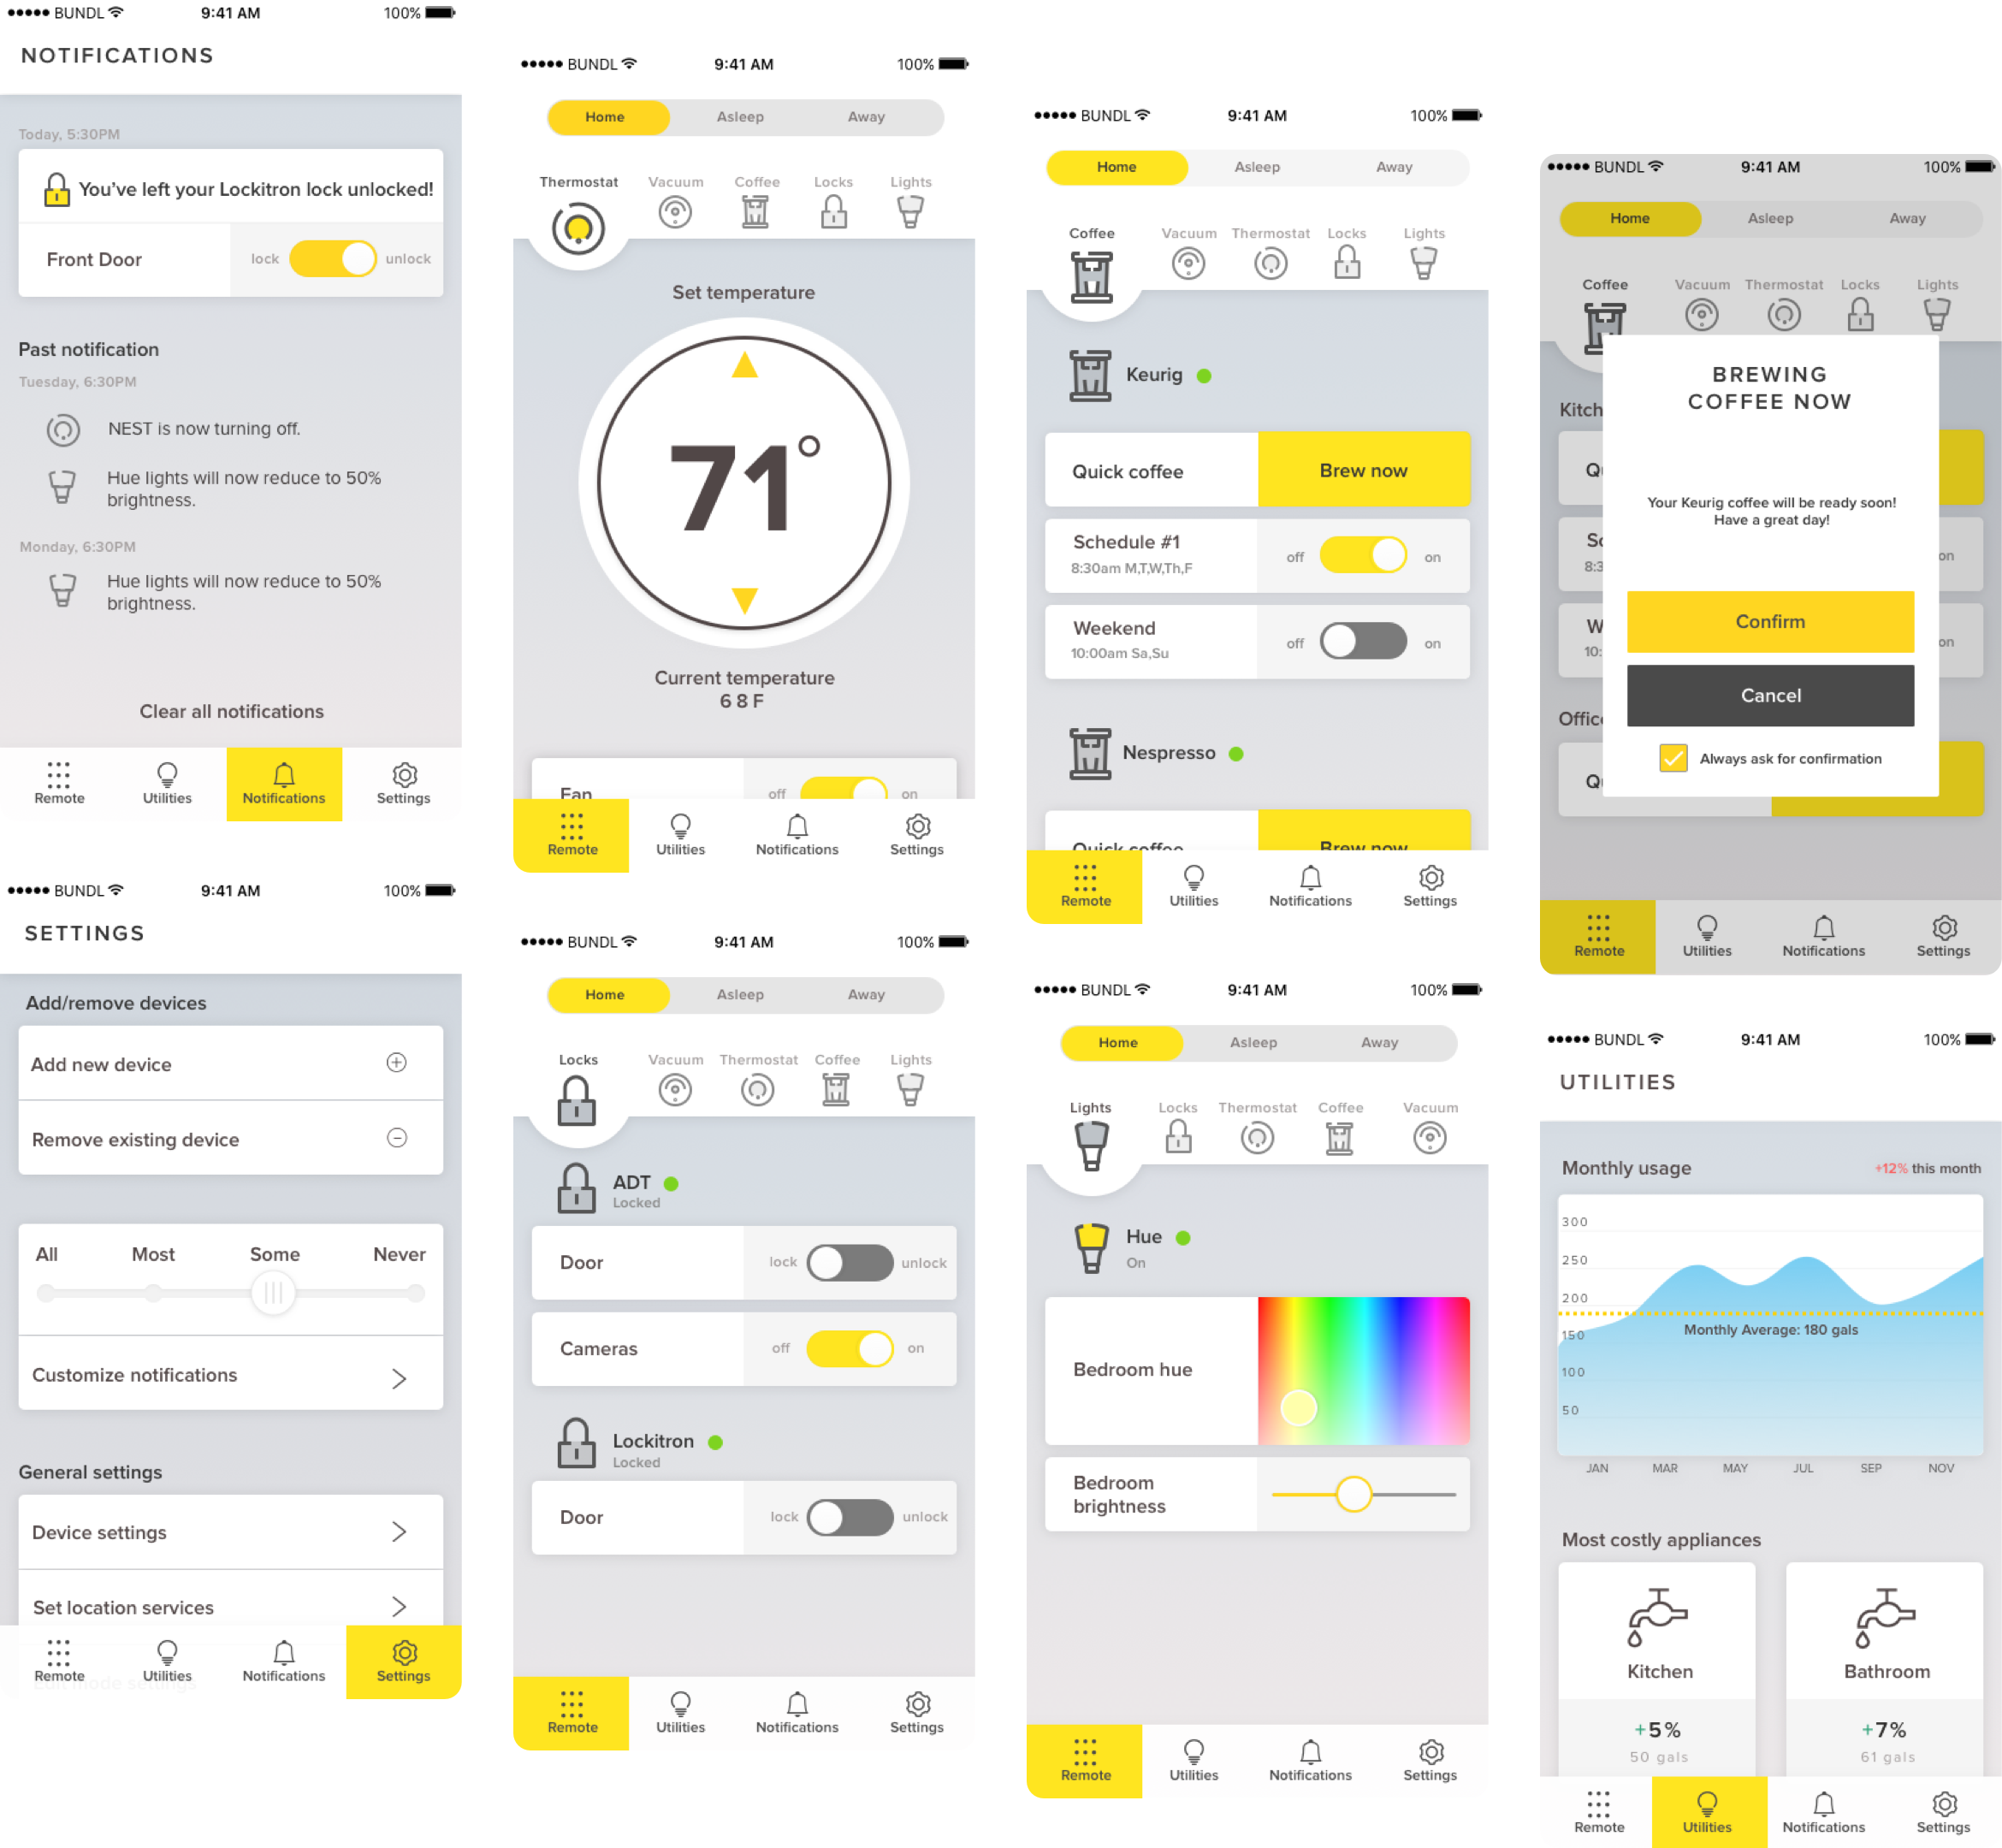 BUNDL 9:41 AM 100%
NOTIFICATIONS
Today, 5:30PM
You've left your Lockitron lock unlocked!
Front Door lock unlock
Past notification
Tuesday, 6:30PM
NEST is now turning off.
Hue lights will now reduce to 50%
brightness.
Monday, 6:30PM
Hue lights will now reduce to 50%
brightness.
Clear all notifications
Remote Utilities Notifications Settings
BUNDL 9:41 AM 100%
SETTINGS
Add/remove devices
Add new device
Remove existing device
All Most Some Never
Customize notifications
General settings
Device settings
Set location services
Edit mode settings
Remote Utilities Notifications Settings
BUNDL 9:41 AM 100%
Home Asleep Away
Thermostat Vacuum Coffee Locks Lights
Set temperature
71°
Current temperature
68F
Fan off on
Remote Utilities Notifications Settings
BUNDL 9:41 AM 100%
Home Asleep Away
Locks Vacuum Thermostat Coffee Lights
ADT
Locked
Door lock unlock
Cameras off on
Lockitron
Locked
Door lock unlock
Remote Utilities Notifications Settings
BUNDL 9:41 AM 100%
Home Asleep Away
Coffee Vacuum Thermostat Locks Lights
Keurig
Quick coffee Brew now
Schedule #1
8:30am M,T,W,Th,F
off on
Weekend
10:00am Sa,Su
off on
Nespresso
Quick coffee Brew now
Remote Utilities Notifications Settings
BUNDL 9:41 AM 100%
Home Asleep Away
Lights Locks Thermostat Coffee Vacuum
Hue
On
Bedroom hue
Bedroom
brightness
Remote Utilities Notifications Settings
BUNDL 9:41 AM 100%
Home Asleep Away
Coffee Vacuum Thermostat Locks Lights
BREWING
COFFEE NOW
Your Keurig coffee will be ready soon!
Have a great day!
Confirm
Cancel
Always ask for confirmation
Kitch
Qu
Sc
8:3
on
W
10:
on
Office
Qu
Remote Utilities Notifications Settings
BUNDL 9:41 AM 100%
UTILITIES
Monthly usage +12% this month
300
250
200
Monthly Average: 180 gals
150
100
50
JAN MAR MAY JUL SEP NOV
Most costly appliances
Kitchen Bathroom
+5% +7%
50 gals 61 gals
Remote Utilities Notifications Settings